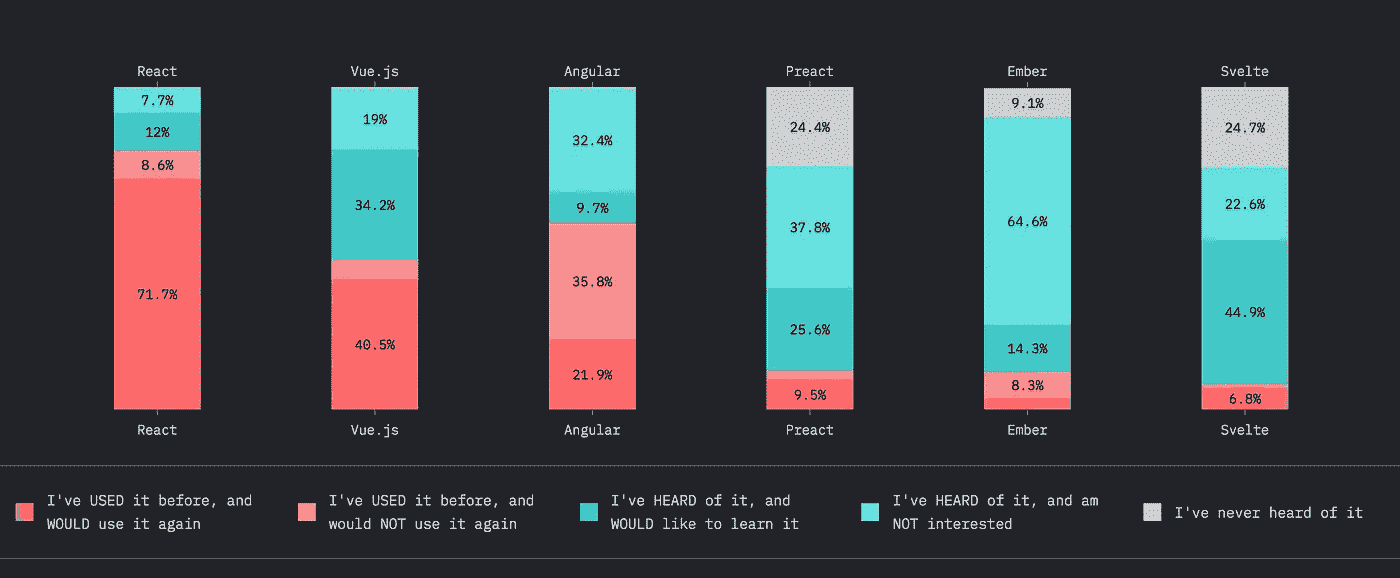 React Vue.js Angular Preact Ember Svelte
7.7%
12%
8.6%
71.7%
19%
34.2%
40.5%
32.4%
9.7%
35.8%
21.9%
24.4%
37.8%
25.6%
9.5%
9.1%
64.6%
14.3%
8.3%
24.7%
22.6%
44.9%
6.8%
React Vue.js Angular Preact Ember Svelte
I've USED it before, and
WOULD use it again
I've USED it before, and
would NOT use it again
I've HEARD of it, and
WOULD like to learn it
I've HEARD of it, and am
NOT interested
I've never heard of it